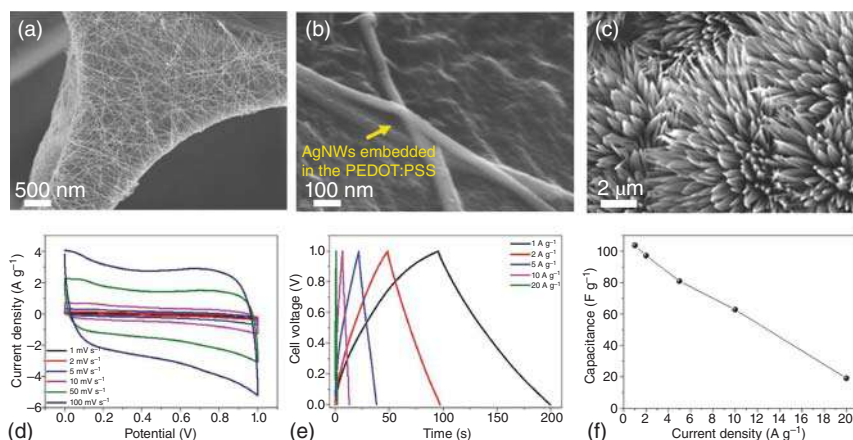 (a)
500 nm
(b)
AgNWs embedded
in the PEDOT:PSS
100 nm
(c)
2 μm
(d)
Current density (A g⁻¹)
4
2
0
−2
−4
−6
1 mV s⁻¹
2 mV s⁻¹
5 mV s⁻¹
10 mV s⁻¹
50 mV s⁻¹
100 mV s⁻¹
0.0 0.2 0.4 0.6 0.8 1.0
Potential (V)
(e)
Cell voltage (V)
1.0
0.8
0.6
0.4
0.2
0.0
1 A g⁻¹
2 A g⁻¹
5 A g⁻¹
10 A g⁻¹
20 A g⁻¹
0 50 100 150 200
Time (s)
(f)
Capacitance (F g⁻¹)
100
80
60
40
20
0
0 2 4 6 8 10 12 14 16 18 20
Current density (A g⁻¹)